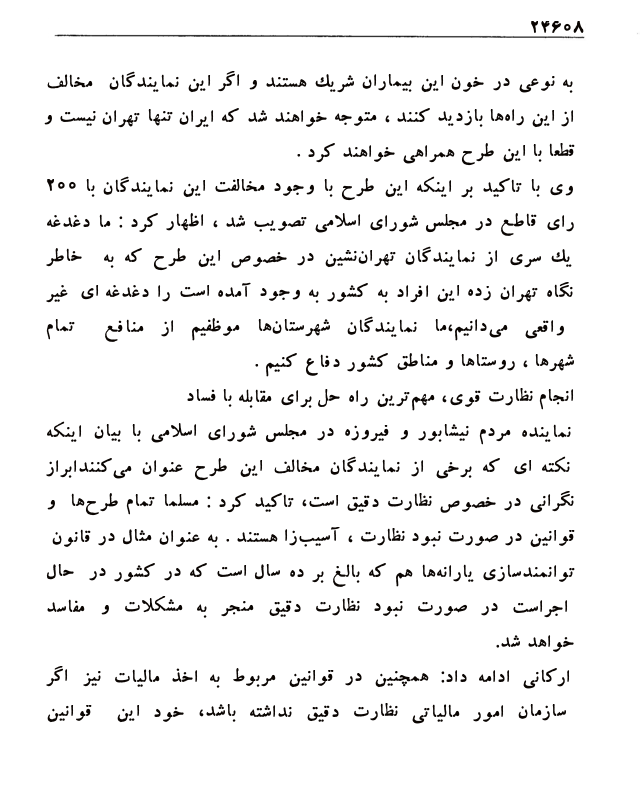 ۲۴۶۰۸
به نوعی در خون این بیماران شریك هستند و اگر این نمایندگان مخالف
از این راه‌ها بازدید کنند ، متوجه خواهند شد که ایران تنها تهران نیست و
قطعا با این طرح همراهی خواهند کرد .
وی با تاکید بر اینکه این طرح با وجود مخالفت این نمایندگان با ۲۰۰
رای قاطع در مجلس شورای اسلامی تصویب شد ، اظهار کرد : ما دغدغه
یك سری از نمایندگان تهران‌نشین در خصوص این طرح که به خاطر
نگاه تهران زده این افراد به کشور به وجود آمده است را دغدغه ای غیر
واقعی می‌دانیم،ما نمایندگان شهرستان‌ها موظفیم از منافع تمام
شهرها ، روستاها و مناطق کشور دفاع کنیم .
انجام نظارت قوی، مهم‌ترین راه حل برای مقابله با فساد
نماینده مردم نیشابور و فیروزه در مجلس شورای اسلامی با بیان اینکه
نکته ای که برخی از نمایندگان مخالف این طرح عنوان می‌کنندابراز
نگرانی در خصوص نظارت دقیق است، تاکید کرد : مسلما تمام طرح‌ها و
قوانین در صورت نبود نظارت ، آسیب‌زا هستند . به عنوان مثال در قانون
توانمندسازی یارانه‌ها هم که بالغ بر ده سال است که در کشور در حال
اجراست در صورت نبود نظارت دقیق منجر به مشکلات و مفاسد
خواهد شد.
ارکانی ادامه داد: همچنین در قوانین مربوط به اخذ مالیات نیز اگر
سازمان امور مالیاتی نظارت دقیق نداشته باشد، خود این قوانین